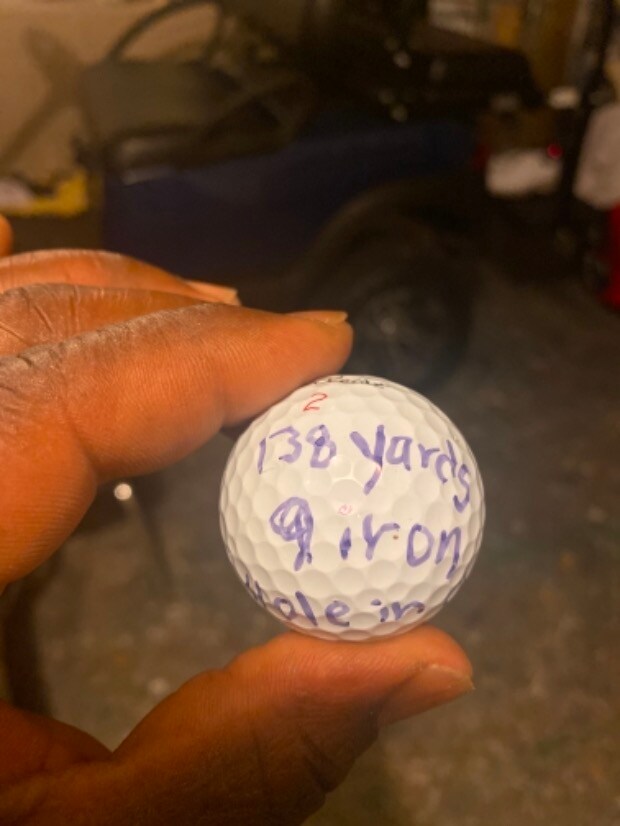 2
138 yards
9 iron
Hole in